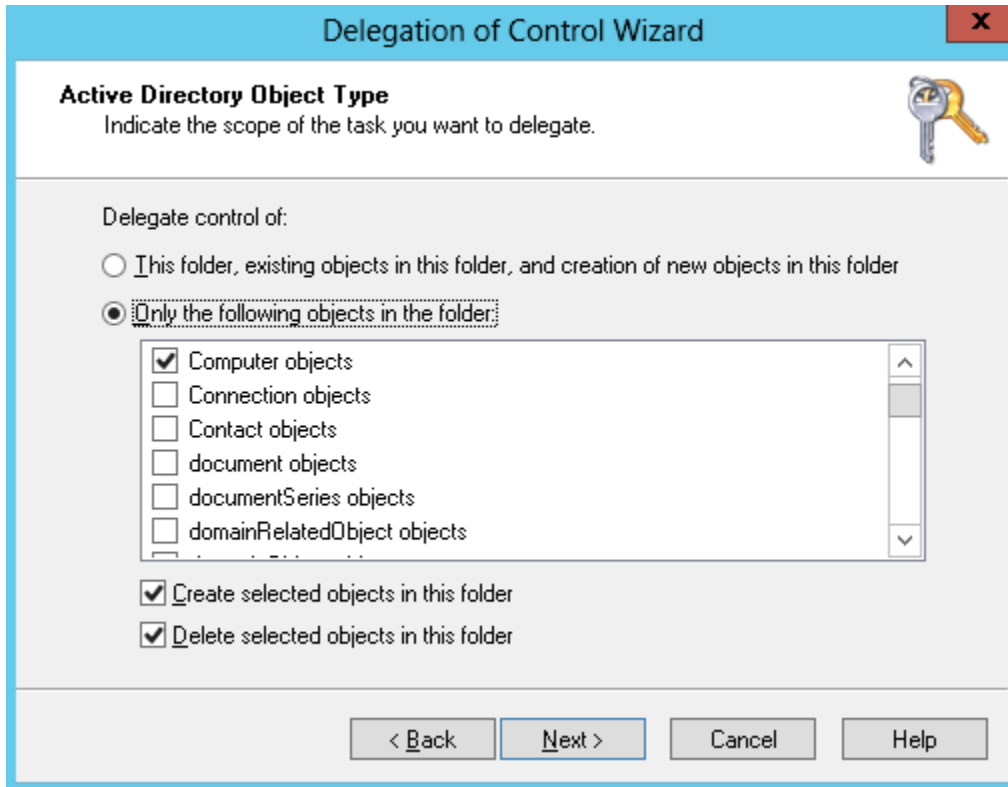 Delegation of Control Wizard
x
Active Directory Object Type
Indicate the scope of the task you want to delegate.
Delegate control of:
This folder, existing objects in this folder, and creation of new objects in this folder
Only the following objects in the folder:
Computer objects
Connection objects
Contact objects
document objects
documentSeries objects
domainRelatedObject objects
Create selected objects in this folder
Delete selected objects in this folder
< Back Next > Cancel Help